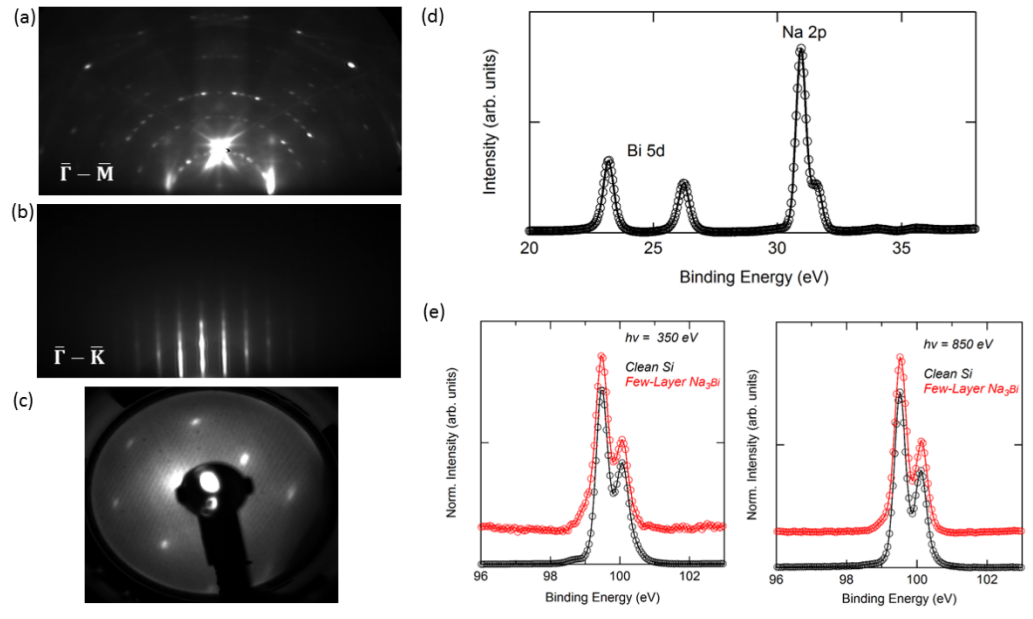 (a)
Γ̄ – M̄
(b)
Γ̄ – K̄
(c)
(d)
Intensity (arb. units)
Na 2p
Bi 5d
20 25 30 35
Binding Energy (eV)
(e)
Norm. Intensity (arb. units)
hν = 350 eV
Clean Si
Few-Layer Na₃Bi
96 98 100 102
Binding Energy (eV)
Norm. Intensity (arb. units)
hν = 850 eV
Clean Si
Few-Layer Na₃Bi
96 98 100 102
Binding Energy (eV)